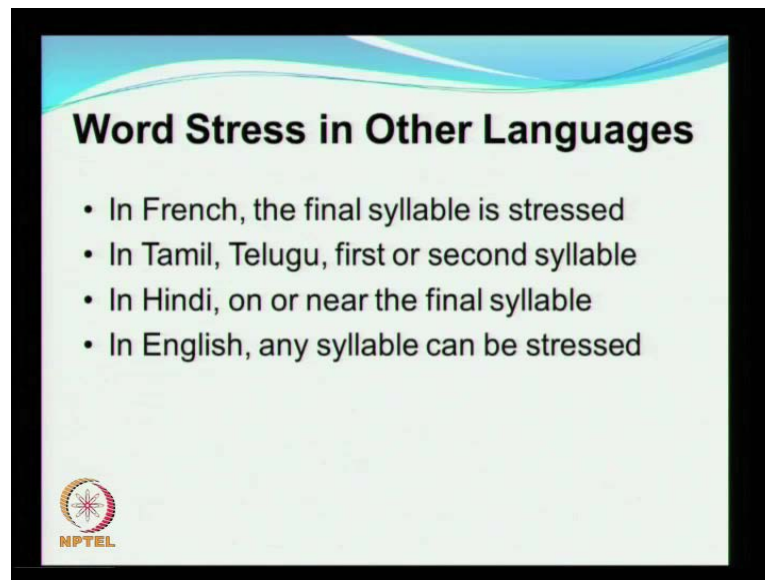 Word Stress in Other Languages
• In French, the final syllable is stressed
• In Tamil, Telugu, first or second syllable
• In Hindi, on or near the final syllable
• In English, any syllable can be stressed
NPTEL